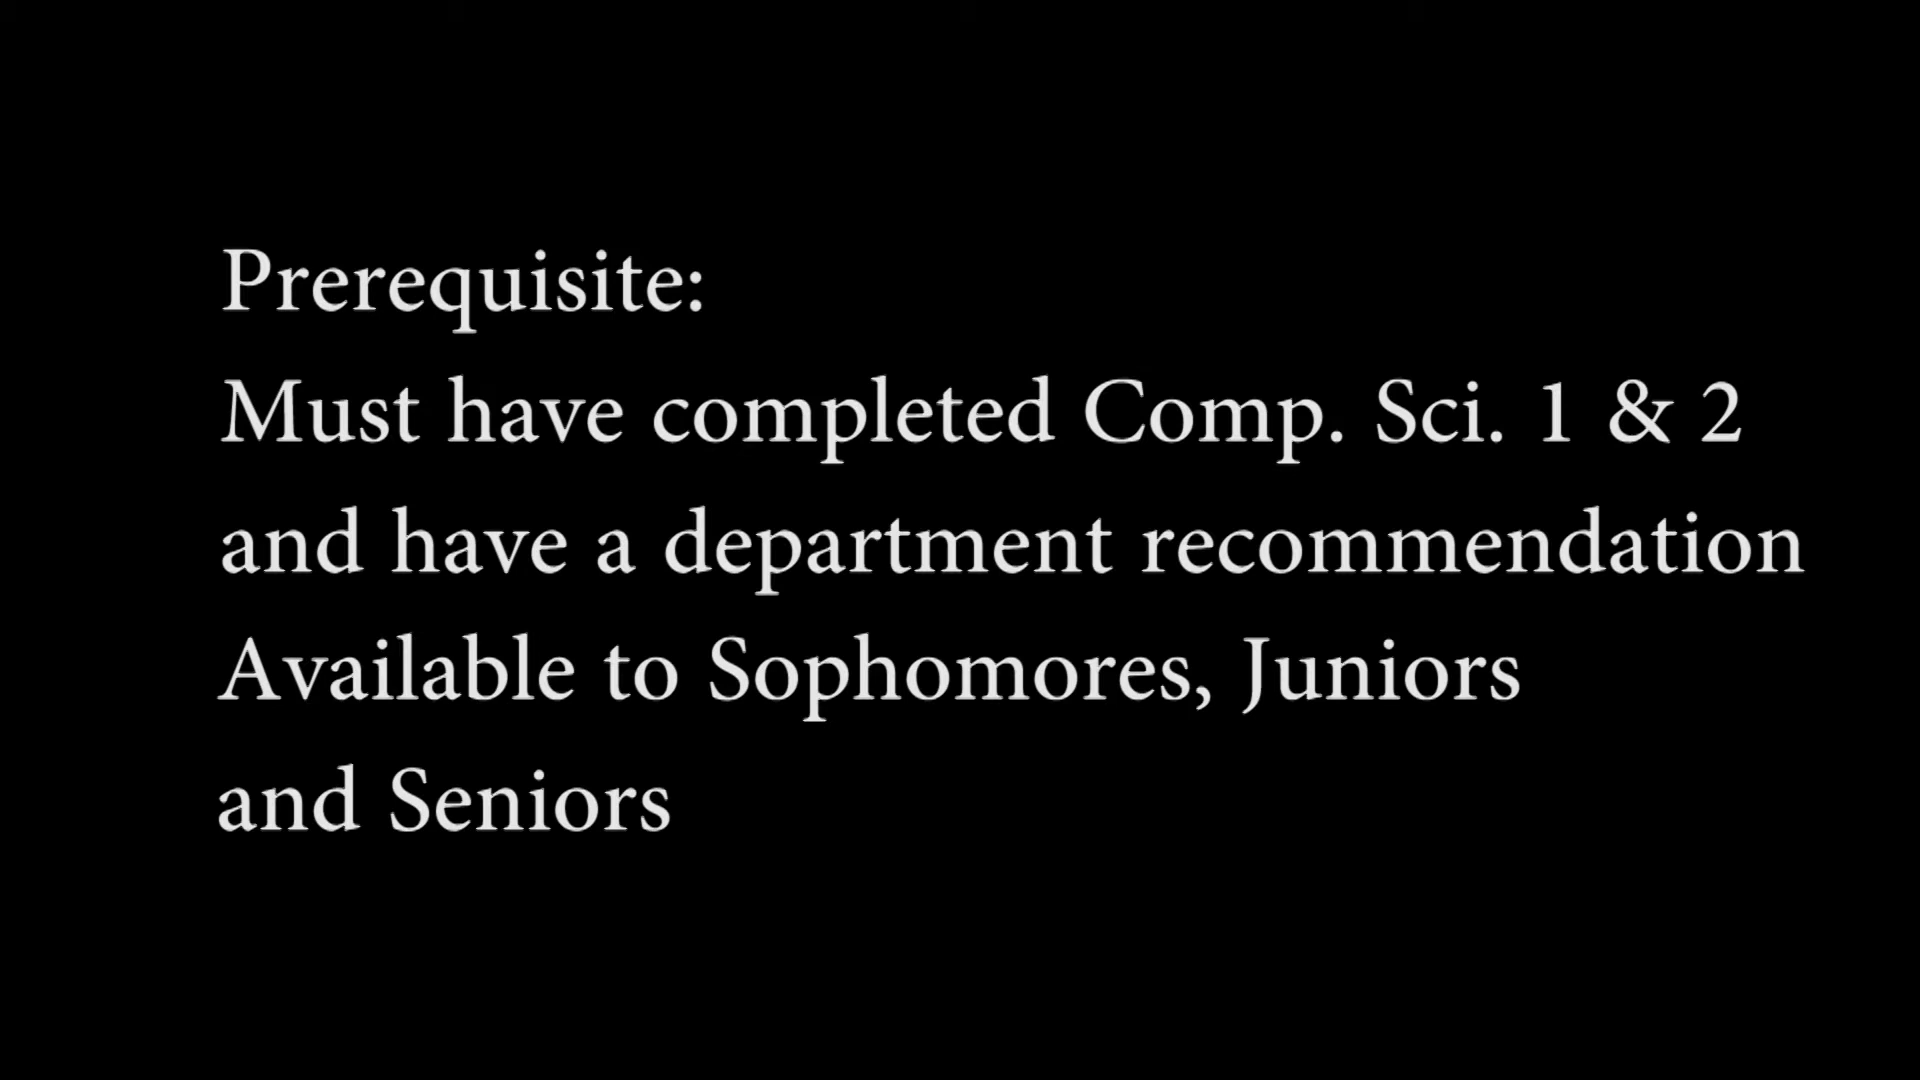 Prerequisite:
Must have completed Comp. Sci. 1 & 2
and have a department recommendation
Available to Sophomores, Juniors
and Seniors